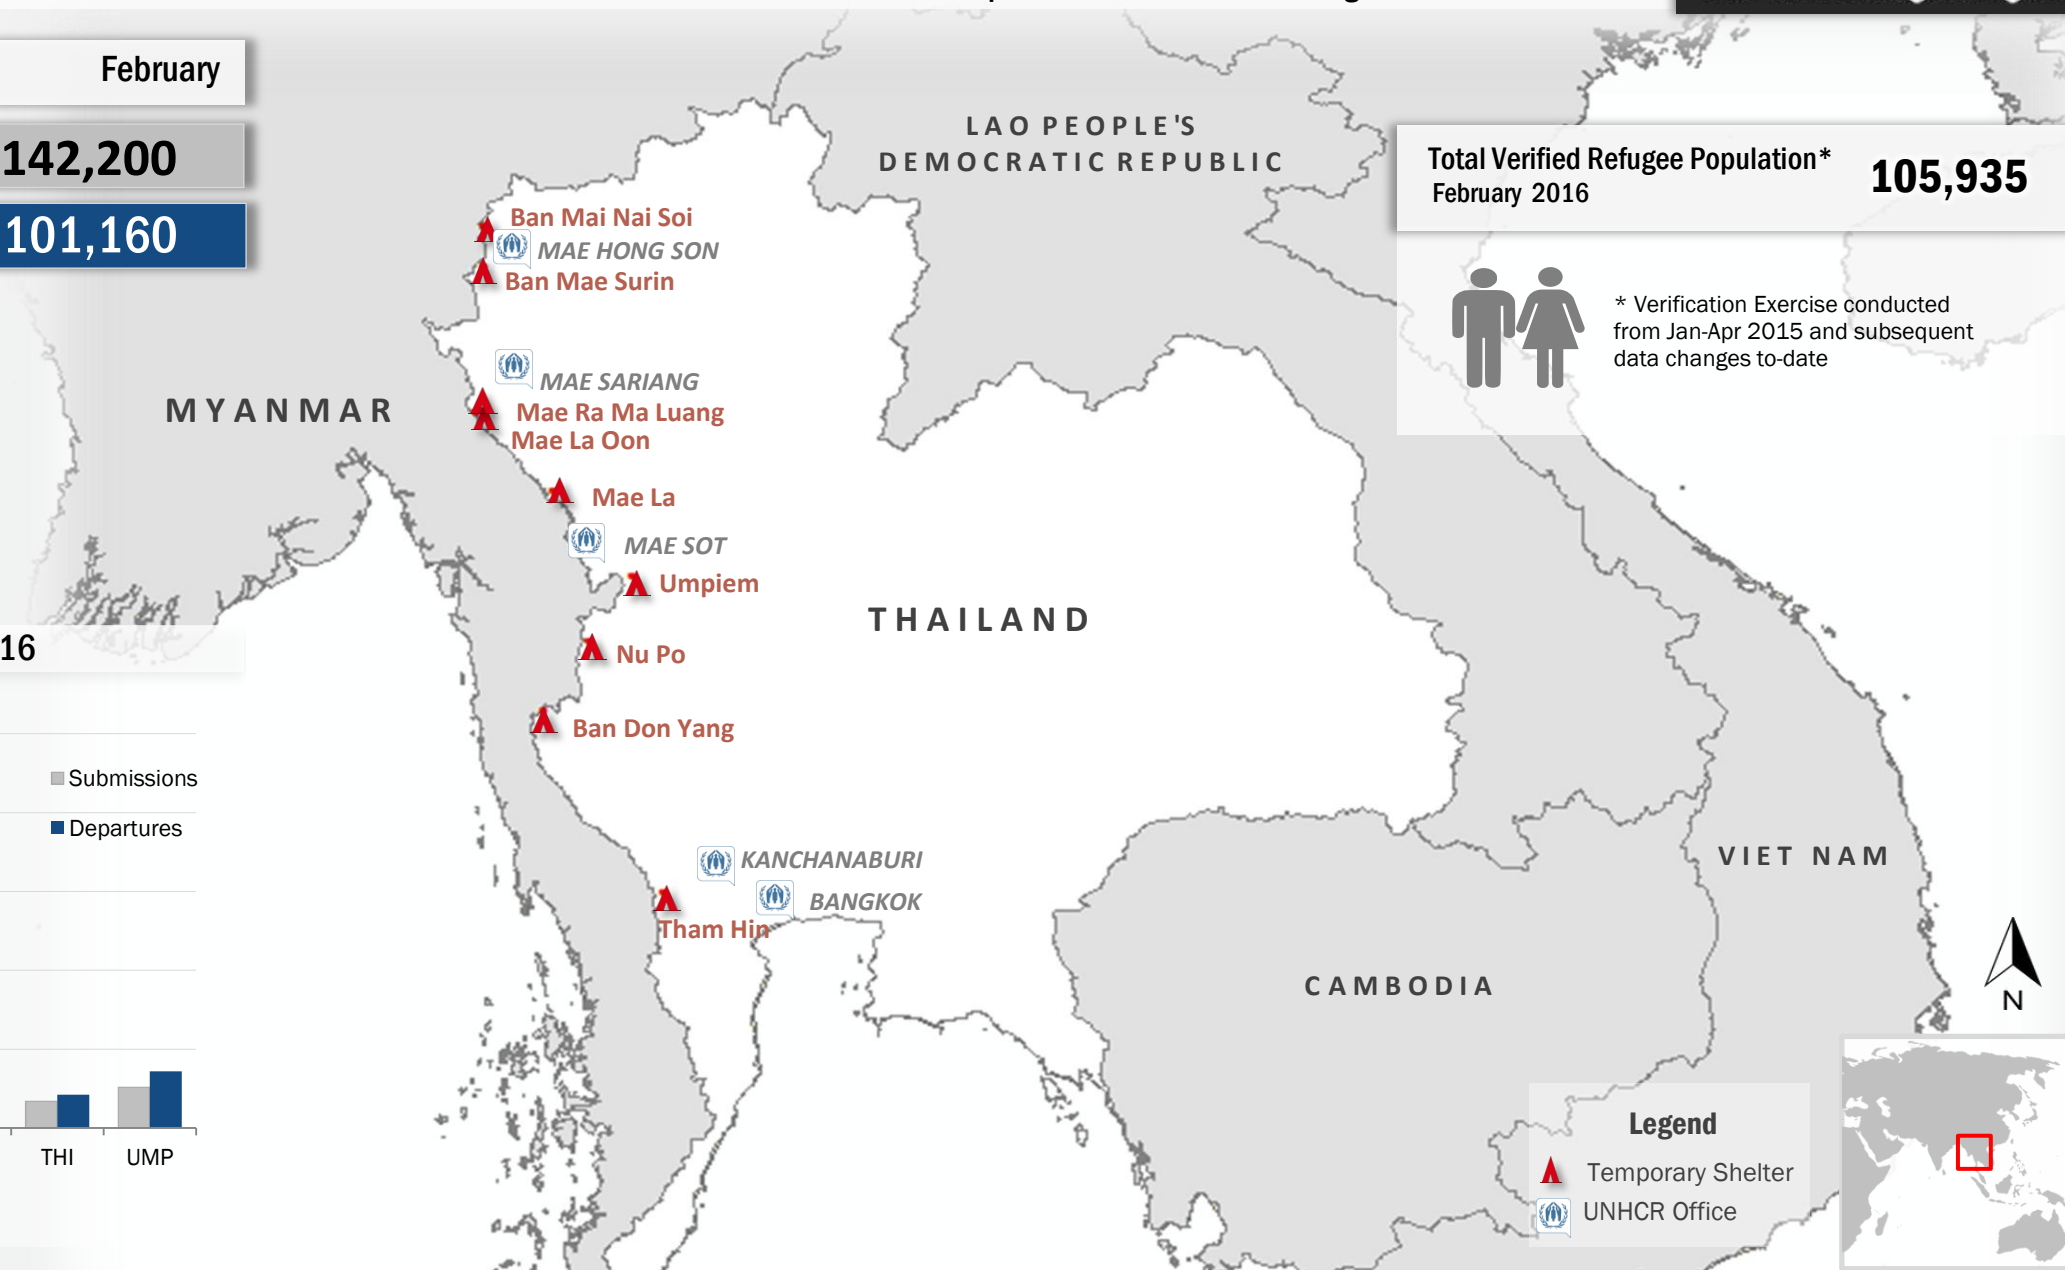 February
142,200
101,160
16
Submissions
Departures
THI
UMP
LAO PEOPLE'S
DEMOCRATIC REPUBLIC
Total Verified Refugee Population*
February 2016
105,935
* Verification Exercise conducted
from Jan-Apr 2015 and subsequent
data changes to-date
Ban Mai Nai Soi
MAE HONG SON
Ban Mae Surin
MAE SARIANG
MYANMAR
Mae Ra Ma Luang
Mae La Oon
Mae La
MAE SOT
Umpiem
THAILAND
Nu Po
Ban Don Yang
KANCHANABURI
BANGKOK
Tham Hin
VIET NAM
CAMBODIA
N
Legend
Temporary Shelter
UNHCR Office